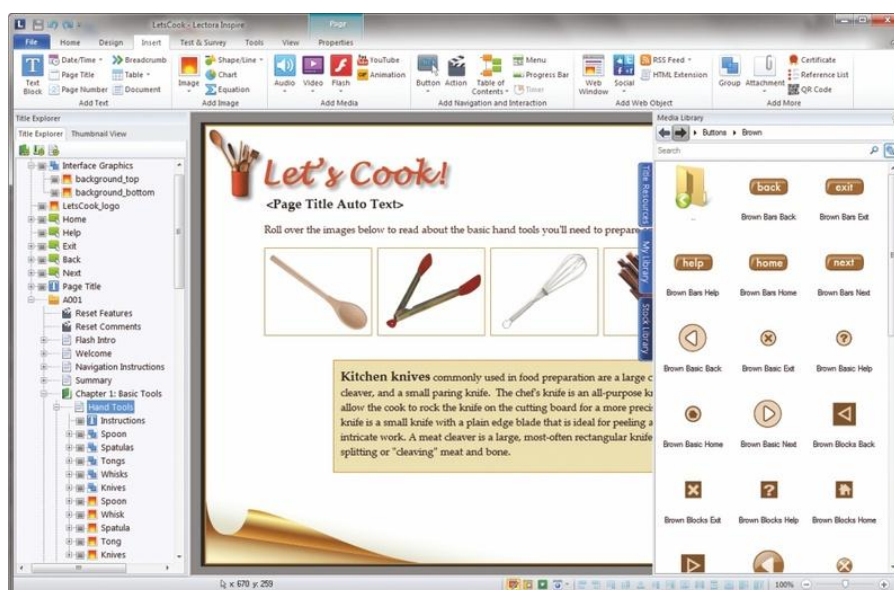 LetsCook - Lectora Inspire
Page
File Home Design Insert Test & Survey Tools View Properties
Text Block
Date/Time
Page Title
Page Number
Breadcrumb
Table
Document
Add Text
Image
Shape/Line
Chart
Equation
Add Image
Audio
Video
Flash
YouTube
Animation
Add Media
Button
Action
Table of Contents
Menu
Progress Bar
Timer
Add Navigation and Interaction
Web Window
Social
RSS Feed
HTML Extension
Add Web Object
Group
Attachment
Certificate
Reference List
QR Code
Add More
Title Explorer
Title Explorer Thumbnail View
Interface Graphics
background_top
background_bottom
LetsCook_logo
Home
Help
Exit
Back
Next
Page Title
A001
Reset Features
Reset Comments
Flash Intro
Welcome
Navigation Instructions
Summary
Chapter 1: Basic Tools
Hand Tools
Instructions
Spoon
Spatulas
Tongs
Whisks
Knives
Spoon
Whisk
Spatula
Tong
Knives
Let's Cook!
<Page Title Auto Text>
Roll over the images below to read about the basic hand tools you'll need to prepare
Kitchen knives commonly used in food preparation are a large c
cleaver, and a small paring knife. The chef's knife is an all-purpose k
allow the cook to rock the knife on the cutting board for a more preci
knife is a small knife with a plain edge blade that is ideal for peeling a
intricate work. A meat cleaver is a large, most-often rectangular knife
splitting or "cleaving" meat and bone.
Title Resources
My Library
Stock Library
Media Library
Buttons Brown
Search
..
back
exit
Brown Bars Back Brown Bars Exit
help
home
next
Brown Bars Help Brown Bars Home Brown Bars Next
Brown Basic Back Brown Basic Exit Brown Basic Help
Brown Basic Home Brown Basic Next Brown Blocks Back
Brown Blocks Exit Brown Blocks Help Brown Blocks Home
x: 670 y: 259
100%